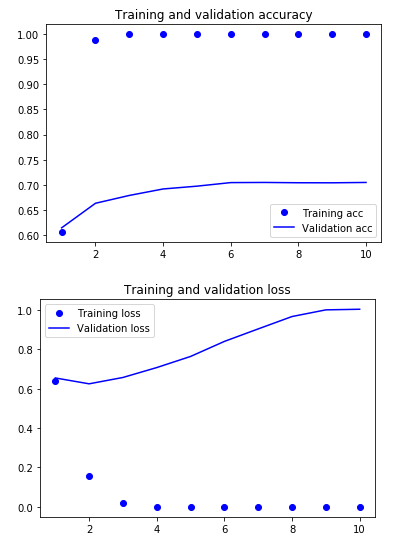 Training and validation accuracy
1.00
0.95
0.90
0.85
0.80
0.75
0.70
0.65
0.60
Training acc
Validation acc
2 4 6 8 10
Training and validation loss
Training loss
Validation loss
1.0
0.8
0.6
0.4
0.2
0.0
2 4 6 8 10